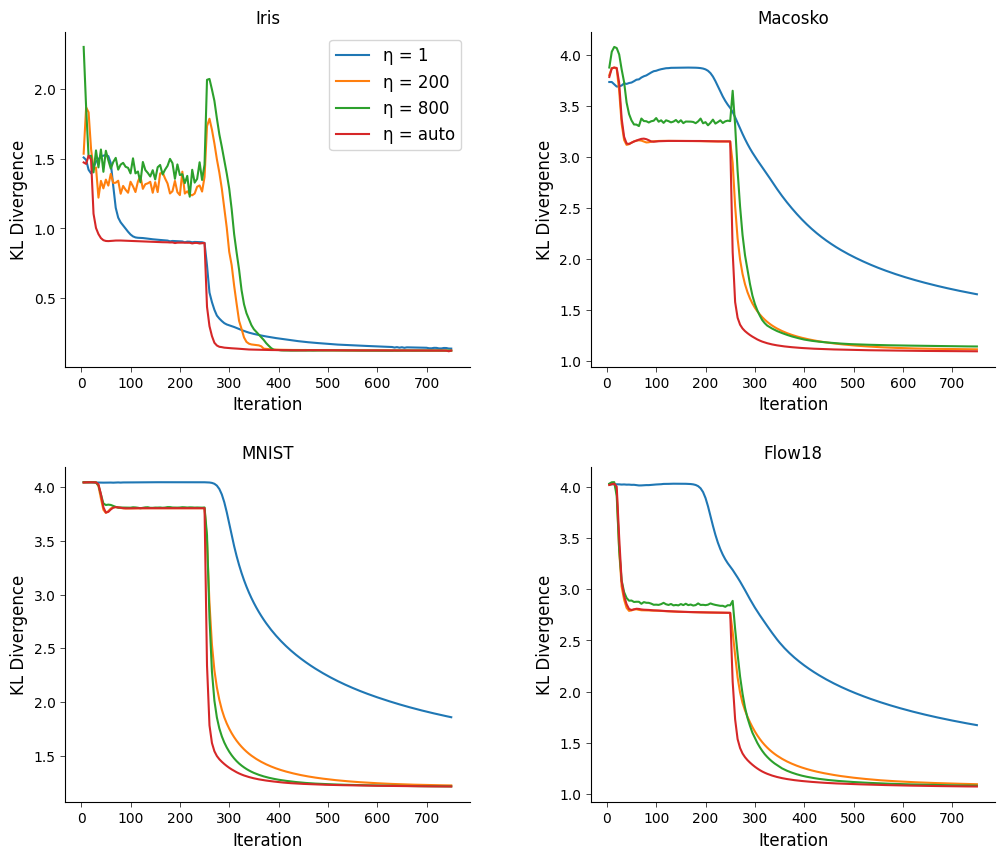 Iris
KL Divergence
2.0
1.5
1.0
0.5
η = 1
η = 200
η = 800
η = auto
0 100 200 300 400 500 600 700
Iteration
Macosko
KL Divergence
4.0
3.5
3.0
2.5
2.0
1.5
1.0
0 100 200 300 400 500 600 700
Iteration
MNIST
KL Divergence
4.0
3.5
3.0
2.5
2.0
1.5
0 100 200 300 400 500 600 700
Iteration
Flow18
KL Divergence
4.0
3.5
3.0
2.5
2.0
1.5
1.0
0 100 200 300 400 500 600 700
Iteration